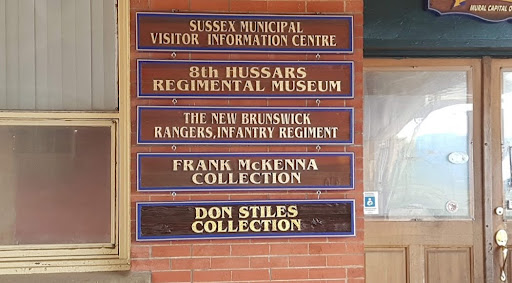 SUSSEX MUNICIPAL
VISITOR INFORMATION CENTRE
8th HUSSARS
REGIMENTAL MUSEUM
THE NEW BRUNSWICK
RANGERS, INFANTRY REGIMENT
FRANK McKENNA
COLLECTION
DON STILES
COLLECTION
MURAL CAPITAL O